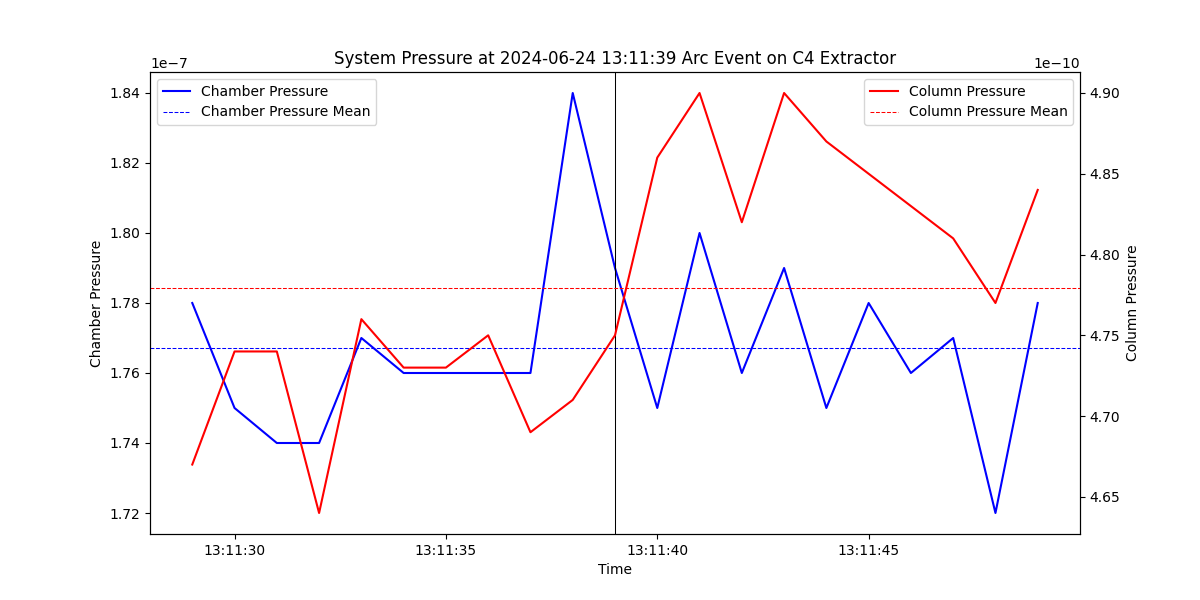 System Pressure at 2024-06-24 13:11:39 Arc Event on C4 Extractor
1e−7
1e−10
Chamber Pressure
Chamber Pressure Mean
Column Pressure
Column Pressure Mean
1.84
1.82
1.80
1.78
1.76
1.74
1.72
Chamber Pressure
4.90
4.85
4.80
4.75
4.70
4.65
Column Pressure
13:11:30
13:11:35
13:11:40
13:11:45
Time